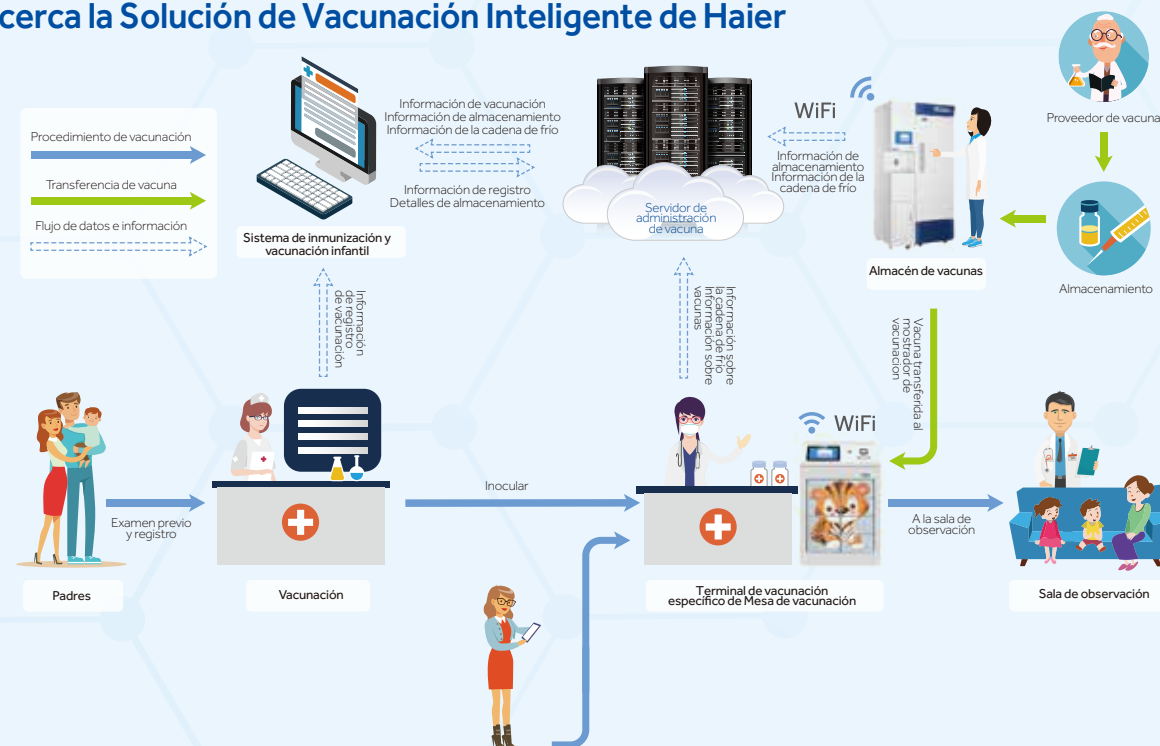 cerca la Solución de Vacunación Inteligente de Haier
Procedimiento de vacunación
Transferencia de vacuna
Flujo de datos e información
Sistema de inmunización y
vacunación infantil
Información de vacunación
Información de almacenamiento
Información de la cadena de frío
Información de registro
Detalles de almacenamiento
Servidor de
administración
de vacuna
WiFi
Información de
almacenamiento
Información de la
cadena de frío
Almacén de vacunas
Proveedor de vacuna
Almacenamiento
Información
de registro
de vacunación
Información sobre
la cadena de frío
Información sobre
vacunas
Vacuna transferida al
mostrador de
vacunacion
Padres
Examen previo
y registro
Vacunación
Inocular
WiFi
Terminal de vacunación
específico de Mesa de vacunación
A la sala de
observación
Sala de observación